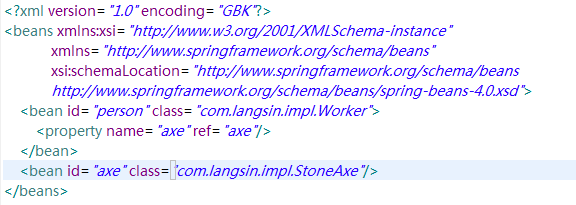 <?xml version="1.0" encoding="GBK"?>
<beans xmlns:xsi="http://www.w3.org/2001/XMLSchema-instance"
xmlns="http://www.springframework.org/schema/beans"
xsi:schemaLocation="http://www.springframework.org/schema/beans
http://www.springframework.org/schema/beans/spring-beans-4.0.xsd">
<bean id="person" class="com.langsin.impl.Worker">
<property name="axe" ref="axe"/>
</bean>
<bean id="axe" class="com.langsin.impl.StoneAxe"/>
</beans>